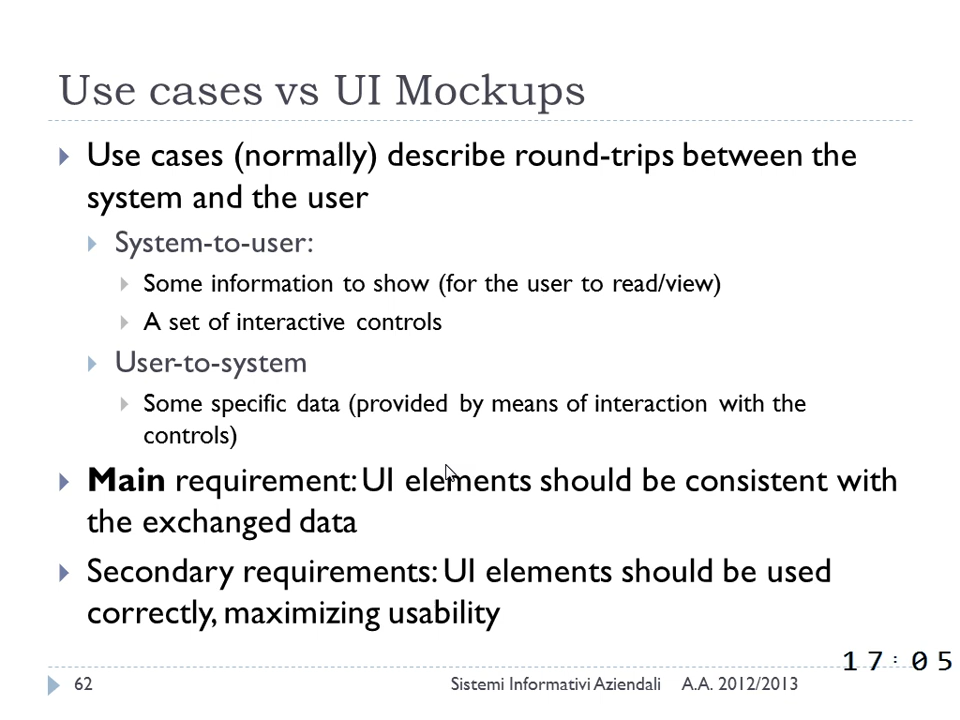 Use cases vs UI Mockups
Use cases (normally) describe round-trips between the
system and the user
System-to-user:
Some information to show (for the user to read/view)
A set of interactive controls
User-to-system
Some specific data (provided by means of interaction with the
controls)
Main requirement: UI elements should be consistent with
the exchanged data
Secondary requirements: UI elements should be used
correctly, maximizing usability
17:05
62 Sistemi Informativi Aziendali A.A. 2012/2013